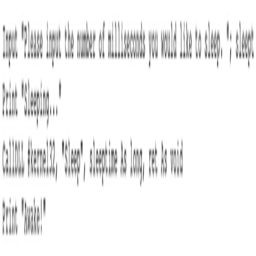 Input "Please input the number of milliseconds you would like to sleep. "; sleept
Print "Sleeping..."
CallDLL #kernel32, "Sleep", sleeptime As long, ret As void
Print "Awake!"